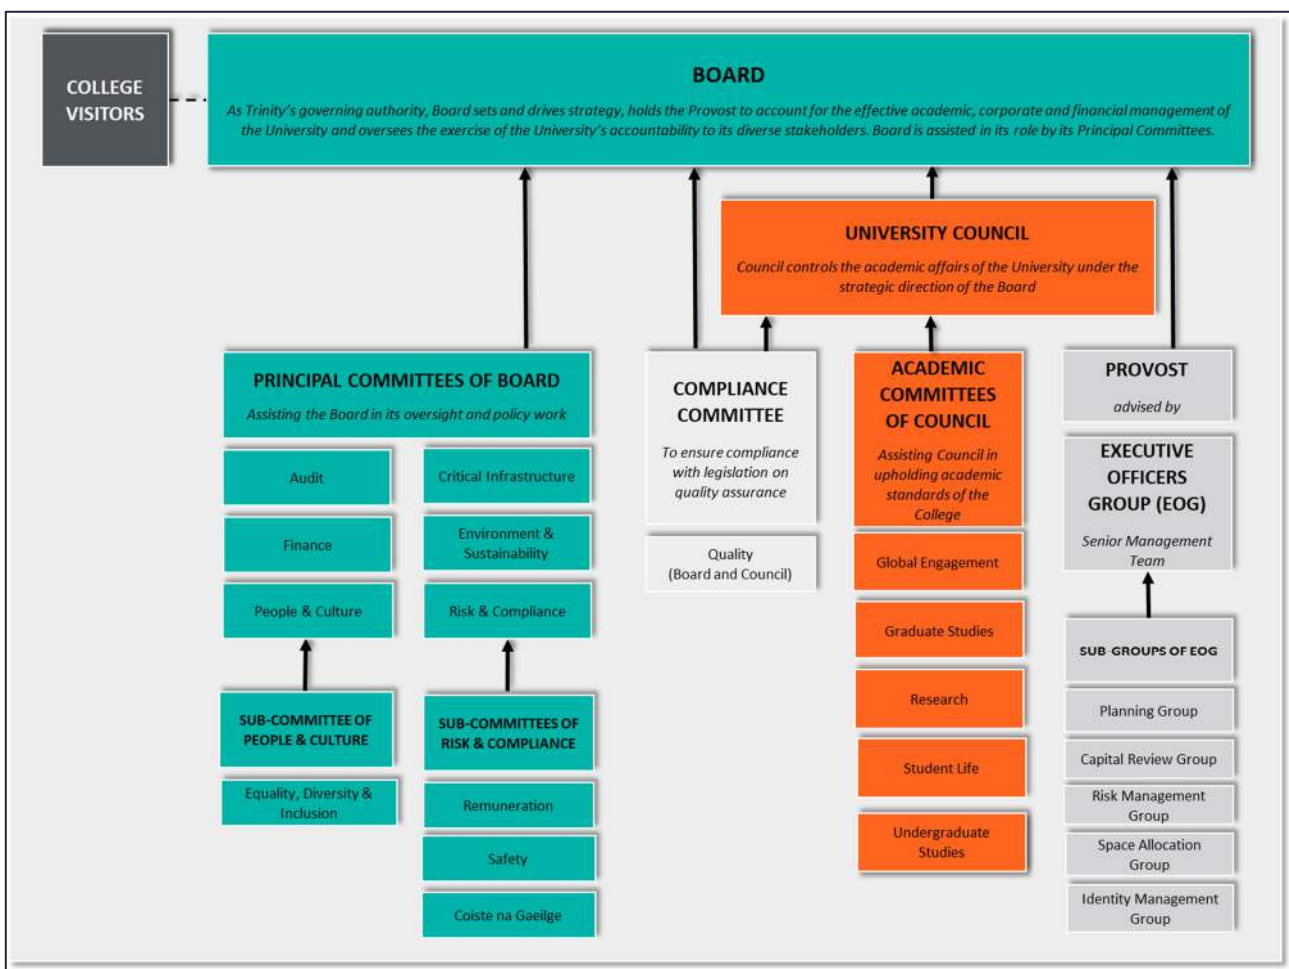 COLLEGE
VISITORS
BOARD
As Trinity's governing authority, Board sets and drives strategy, holds the Provost to account for the effective academic, corporate and financial management of
the University and oversees the exercise of the University's accountability to its diverse stakeholders. Board is assisted in its role by its Principal Committees.
UNIVERSITY COUNCIL
Council controls the academic affairs of the University under the
strategic direction of the Board
PRINCIPAL COMMITTEES OF BOARD
Assisting the Board in its oversight and policy work
Audit
Finance
People & Culture
SUB-COMMITTEE OF
PEOPLE & CULTURE
Equality, Diversity &
Inclusion
Critical Infrastructure
Environment &
Sustainability
Risk & Compliance
SUB-COMMITTEES OF
RISK & COMPLIANCE
Remuneration
Safety
Coiste na Gaeilge
COMPLIANCE
COMMITTEE
To ensure compliance
with legislation on
quality assurance
Quality
(Board and Council)
ACADEMIC
COMMITTEES
OF COUNCIL
Assisting Council in
upholding academic
standards of the
College
Global Engagement
Graduate Studies
Research
Student Life
Undergraduate
Studies
PROVOST
advised by
EXECUTIVE
OFFICERS
GROUP (EOG)
Senior Management
Team
SUB-GROUPS OF EOG
Planning Group
Capital Review Group
Risk Management
Group
Space Allocation
Group
Identity Management
Group